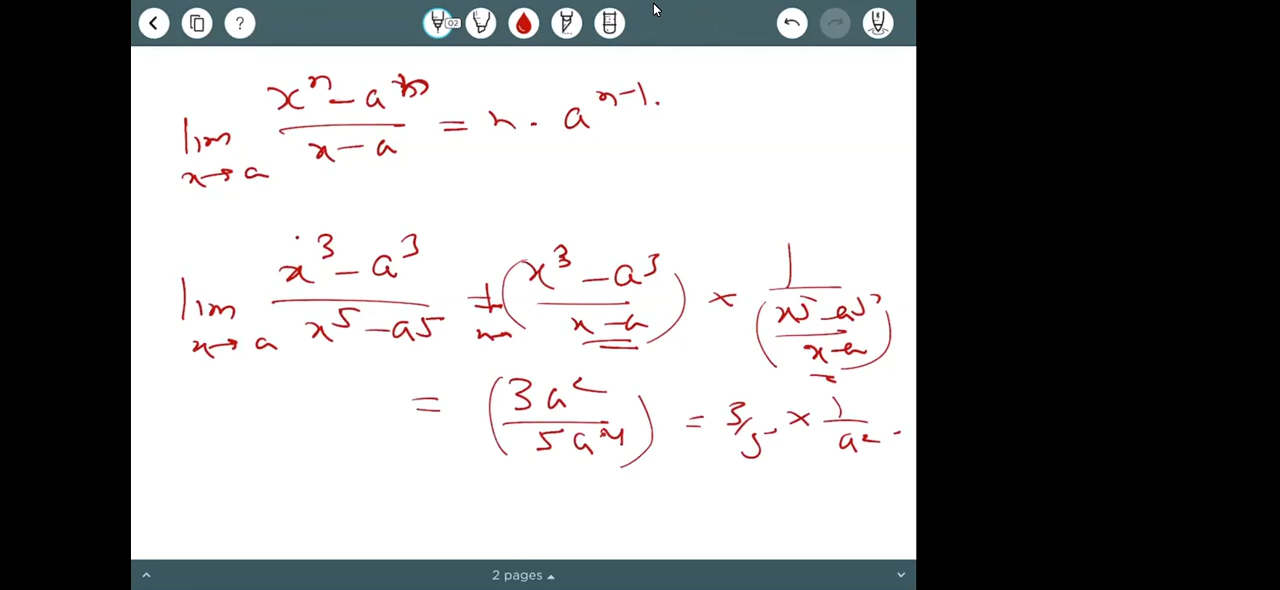 02
lim x→a (xⁿ − aⁿ)/(x − a) = n · aⁿ⁻¹.
lim x→a (x³ − a³)/(x⁵ − a⁵) = ((x³ − a³)/(x − a)) × 1/((x⁵ − a⁵)/(x − a))
= (3a²/5a⁴) = 3/5 × 1/a².
2 pages